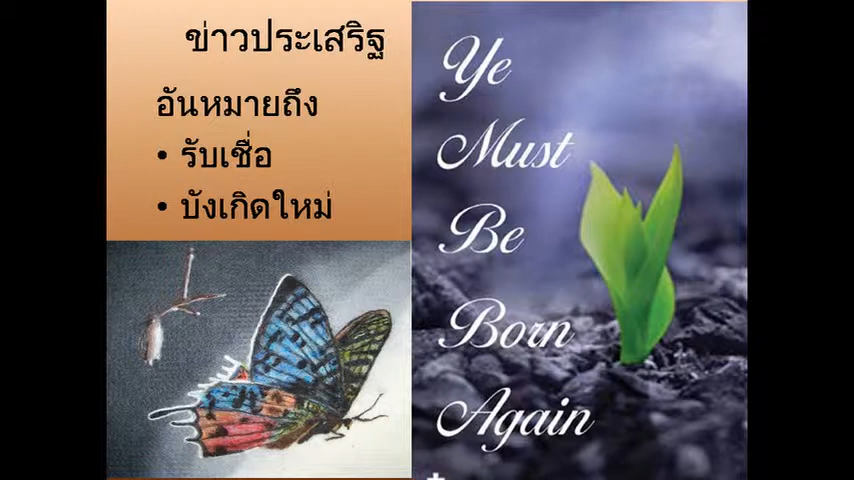 ข่าวประเสริฐ
อันหมายถึง
• รับเชื่อ
• บังเกิดใหม่
Ye
Must
Be
Born
Again